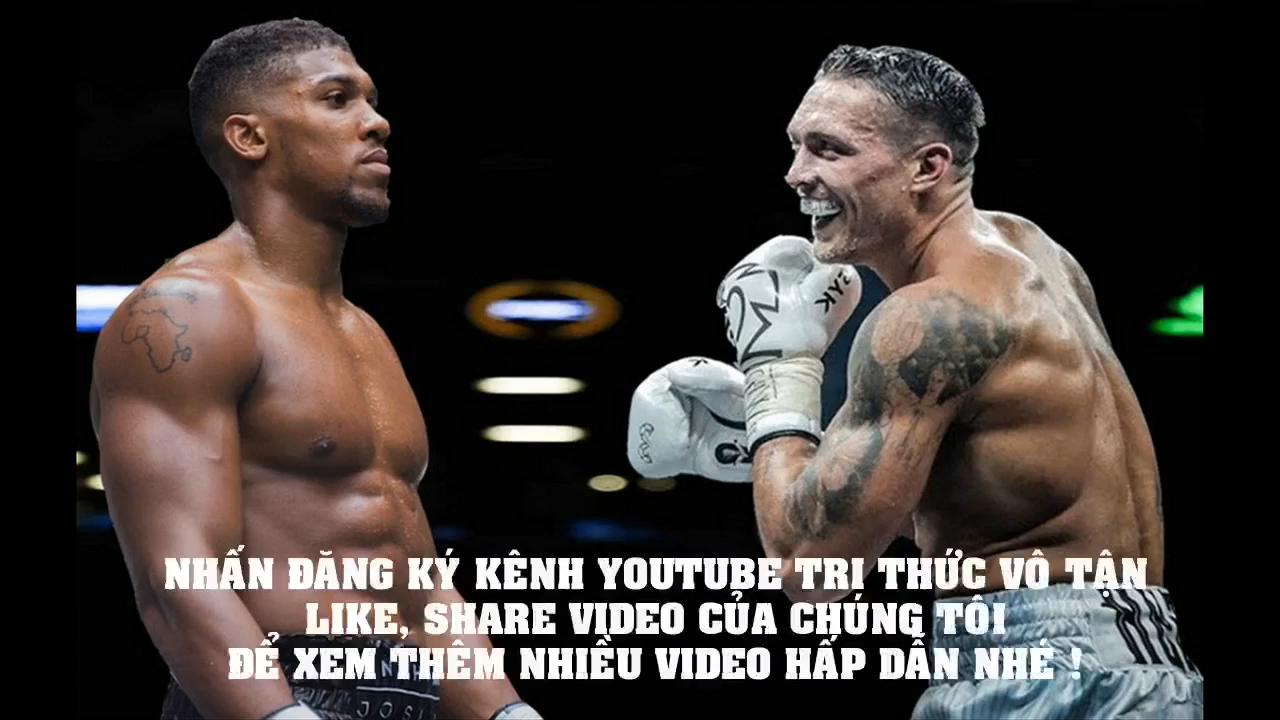 NHẤN ĐĂNG KÝ KÊNH YOUTUBE TRI THỨC VÔ TẬN
LIKE, SHARE VIDEO CỦA CHÚNG TÔI
ĐỂ XEM THÊM NHIỀU VIDEO HẤP DẪN NHÉ !